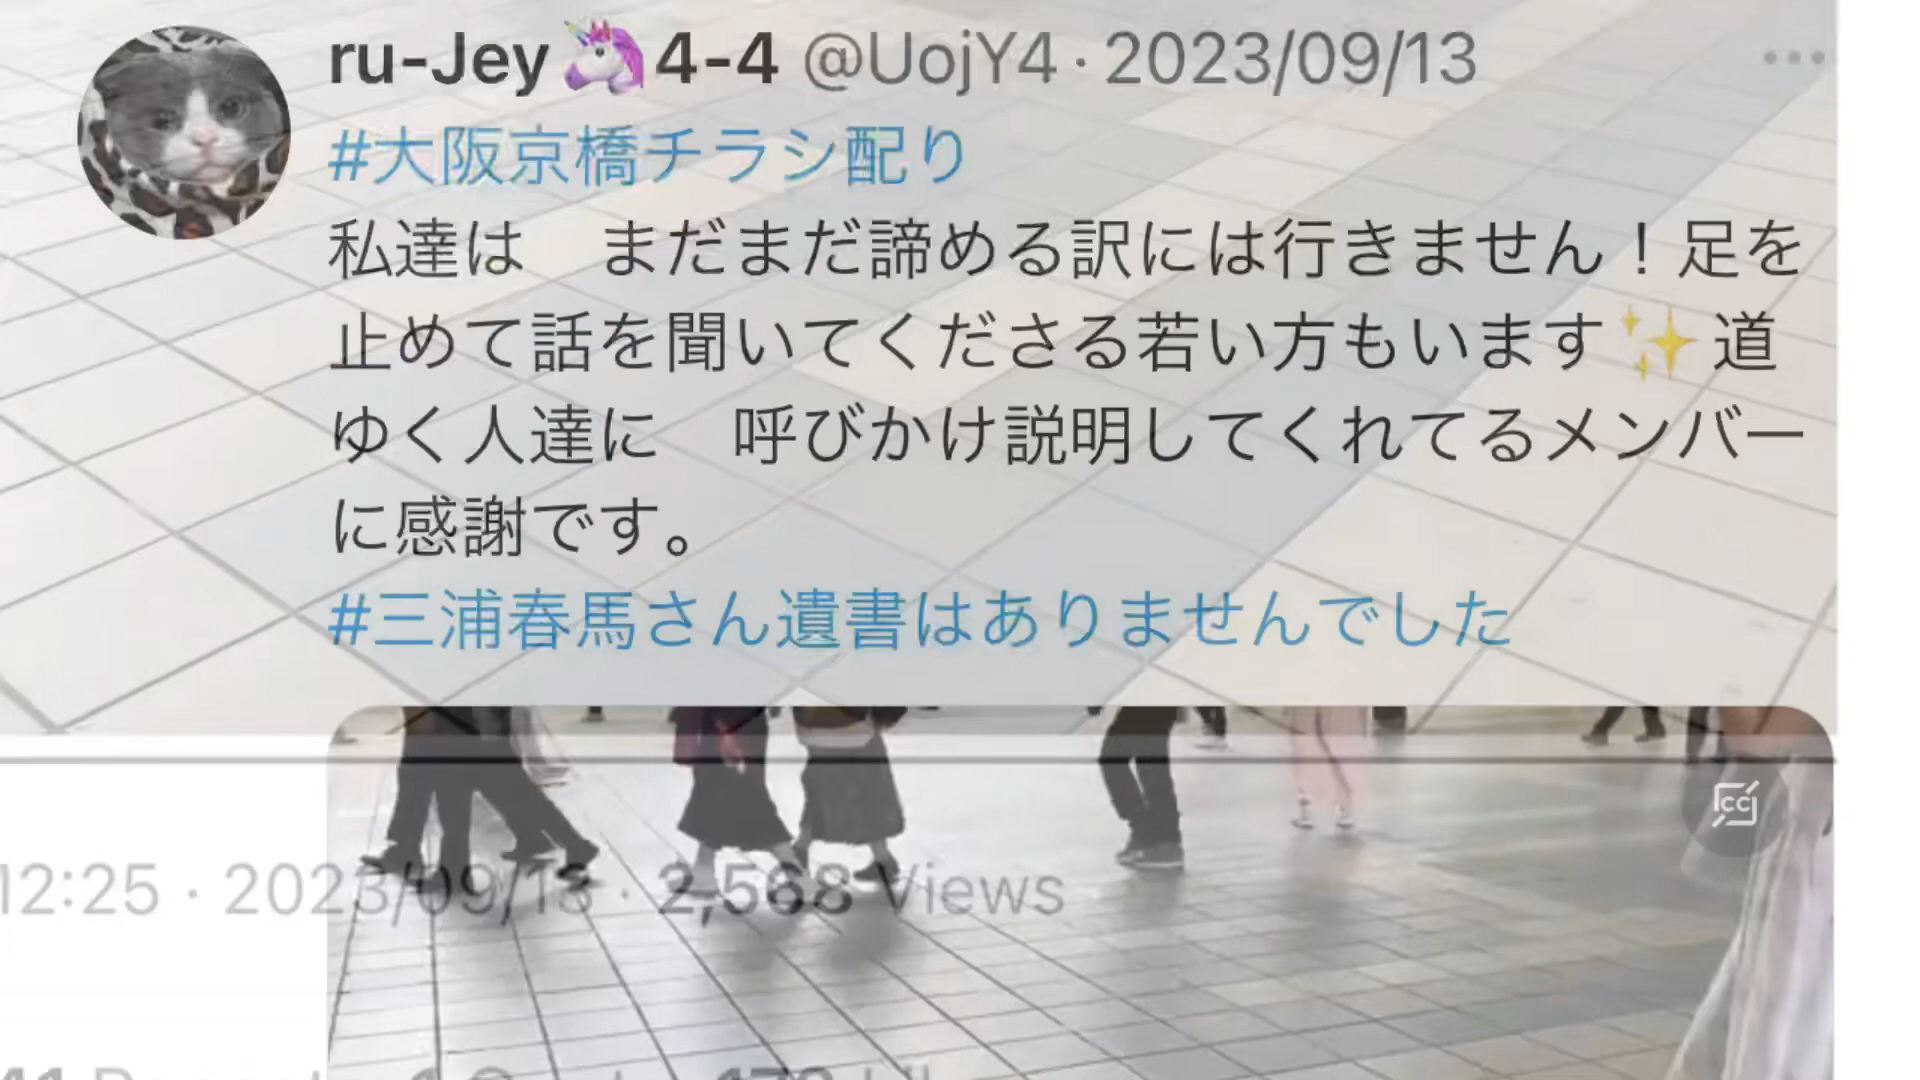 ru-Jey🦄4-4 @UojY4 · 2023/09/13
#大阪京橋チラシ配り
私達は　まだまだ諦める訳には行きません！足を
止めて話を聞いてくださる若い方もいます✨道
ゆく人達に　呼びかけ説明してくれてるメンバー
に感謝です。
#三浦春馬さん遺書はありませんでした
CC
12:25 · 2023/09/13 · 2,568 Views